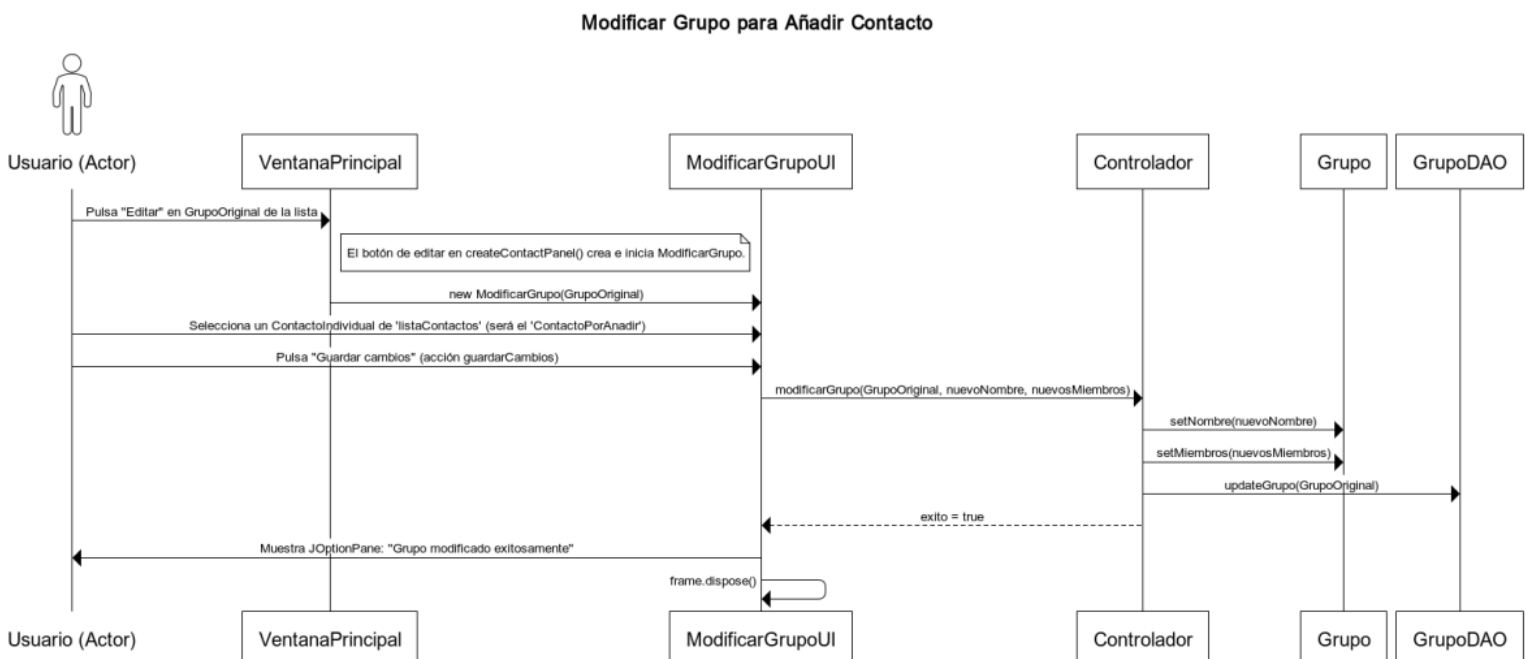 Modificar Grupo para Añadir Contacto
Usuario (Actor)
VentanaPrincipal
ModificarGrupoUI
Controlador
Grupo
GrupoDAO
Pulsa "Editar" en GrupoOriginal de la lista
El botón de editar en createContactPanel() crea e inicia ModificarGrupo.
new ModificarGrupo(GrupoOriginal)
Selecciona un ContactoIndividual de 'listaContactos' (será el 'ContactoPorAnadir')
Pulsa "Guardar cambios" (acción guardarCambios)
modificarGrupo(GrupoOriginal, nuevoNombre, nuevosMiembros)
setNombre(nuevoNombre)
setMiembros(nuevosMiembros)
updateGrupo(GrupoOriginal)
exito = true
Muestra JOptionPane: "Grupo modificado exitosamente"
frame.dispose()
Usuario (Actor)
VentanaPrincipal
ModificarGrupoUI
Controlador
Grupo
GrupoDAO